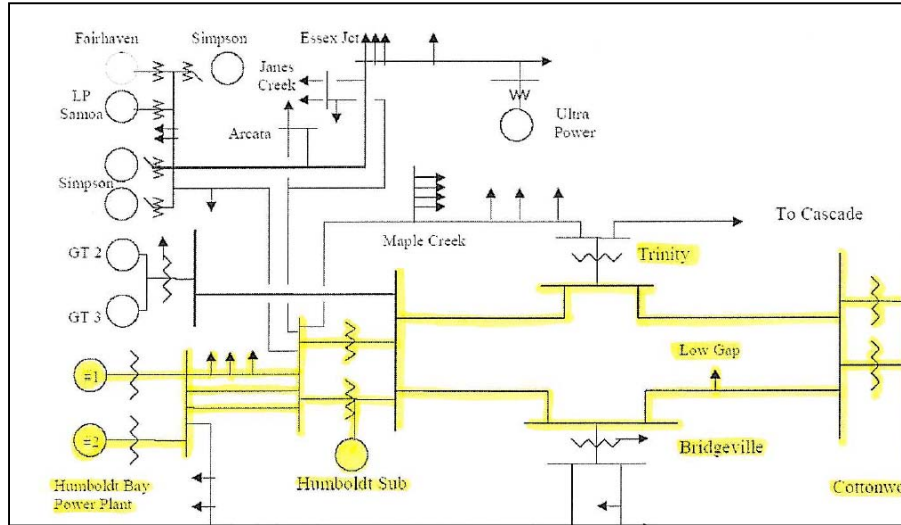 Fairhaven
Simpson
Essex Jct
Janes
Creek
LP
Samoa
Arcata
Ultra
Power
Simpson
Maple Creek
To Cascade
GT 2
Trinity
GT 3
Low Gap
#1
#2
Bridgeville
Humboldt Bay
Power Plant
Humboldt Sub
Cottonwo